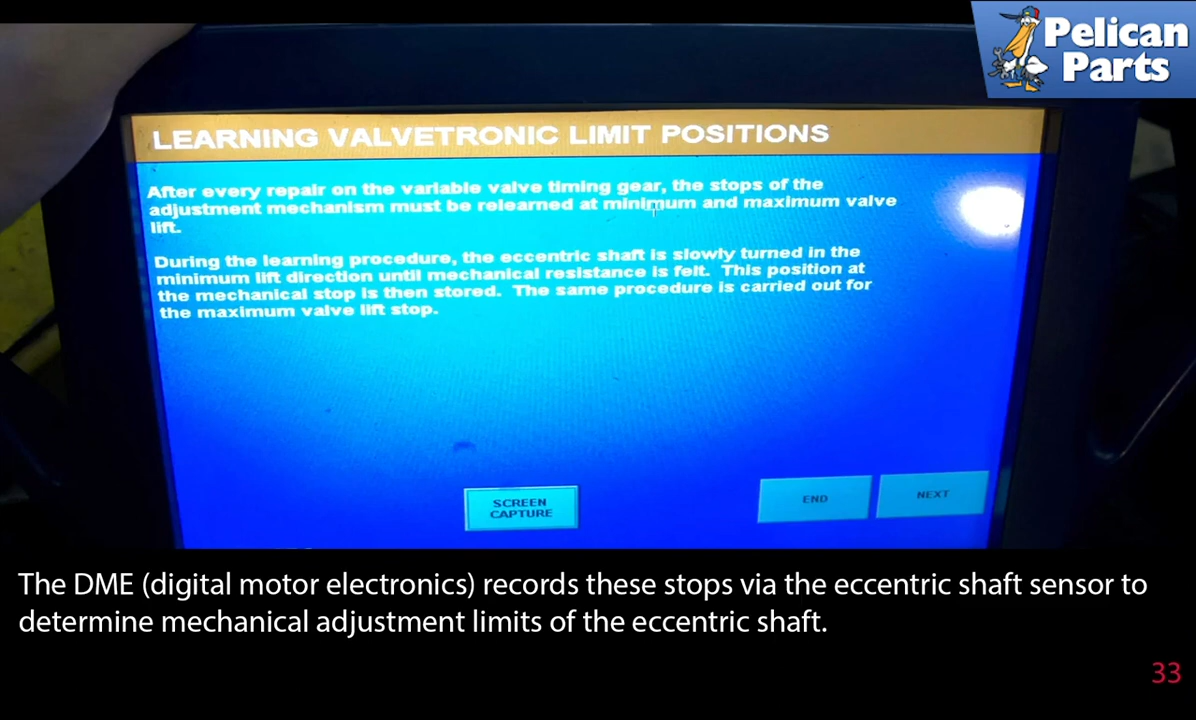 Pelican
Parts
LEARNING VALVETRONIC LIMIT POSITIONS
After every repair on the variable valve timing gear, the stops of the
adjustment mechanism must be relearned at minimum and maximum valve
lift.
During the learning procedure, the eccentric shaft is slowly turned in the
minimum lift direction until mechanical resistance is felt. This position at
the mechanical stop is then stored. The same procedure is carried out for
the maximum valve lift stop.
SCREEN
CAPTURE
END
NEXT
The DME (digital motor electronics) records these stops via the eccentric shaft sensor to
determine mechanical adjustment limits of the eccentric shaft.
33